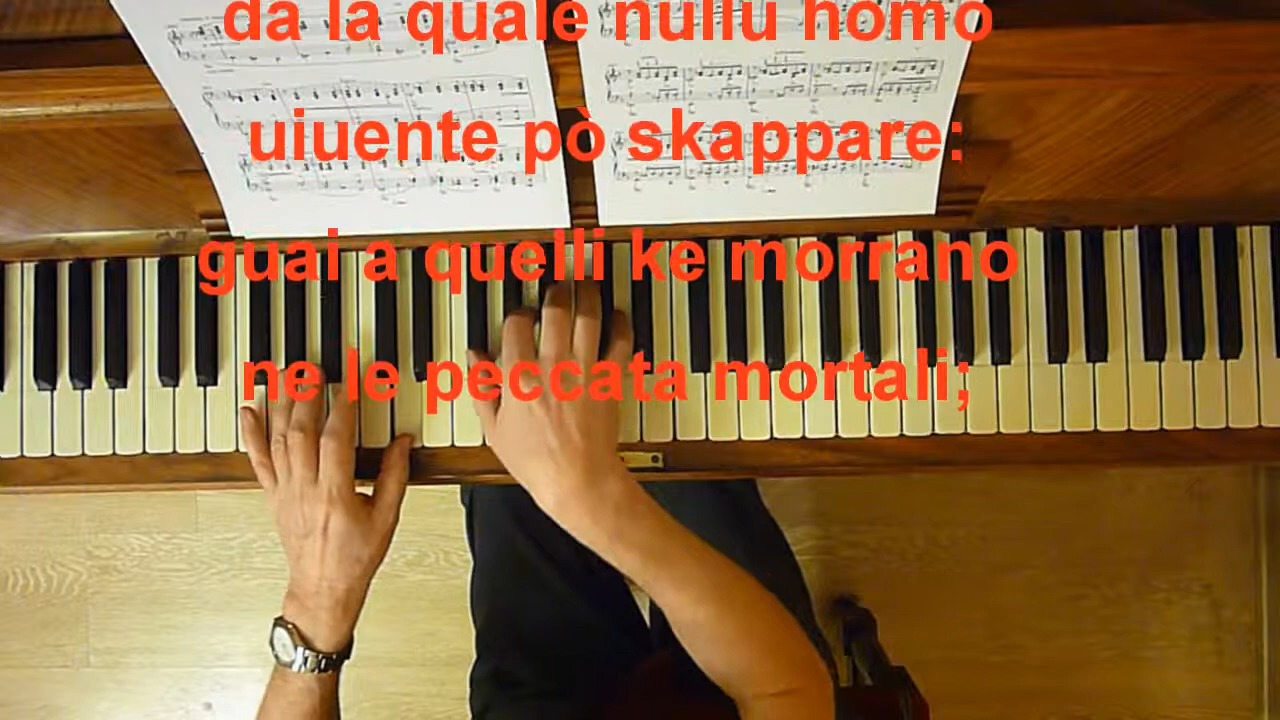 da la quale nullu homo
uiuente pò skappare:
guai a quelli ke morrano
ne le peccata mortali;